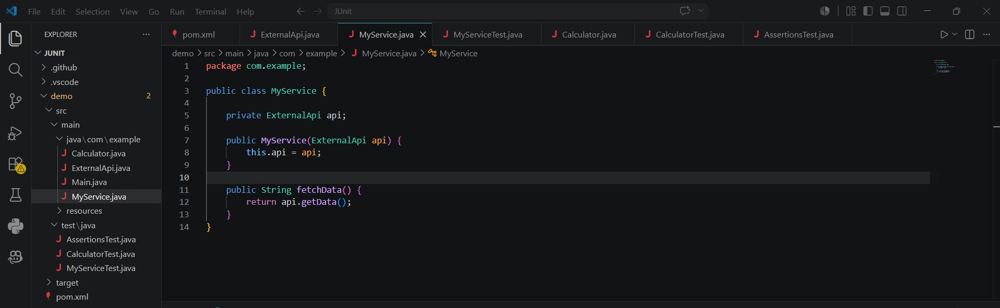 File Edit Selection View Go Run Terminal Help
JUnit
EXPLORER
JUNIT
.github
.vscode
demo 2
src
main
java\com\example
Calculator.java
ExternalApi.java
Main.java
MyService.java
resources
test\java
AssertionsTest.java
CalculatorTest.java
MyServiceTest.java
target
pom.xml
pom.xml ExternalApi.java MyService.java MyServiceTest.java Calculator.java CalculatorTest.java AssertionsTest.java
demo > src > main > java > com > example > MyService.java > MyService
1 package com.example;
2
3 public class MyService {
4
5 private ExternalApi api;
6
7 public MyService(ExternalApi api) {
8 this.api = api;
9 }
10
11 public String fetchData() {
12 return api.getData();
13 }
14 }